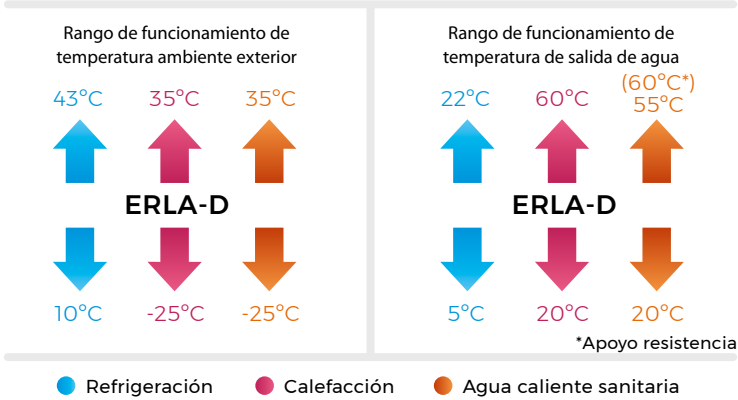 Rango de funcionamiento de
temperatura ambiente exterior
43°C 35°C 35°C
ERLA-D
10°C -25°C -25°C
Rango de funcionamiento de
temperatura de salida de agua
(60°C*)
22°C 60°C 55°C
ERLA-D
5°C 20°C 20°C
*Apoyo resistencia
Refrigeración Calefacción Agua caliente sanitaria